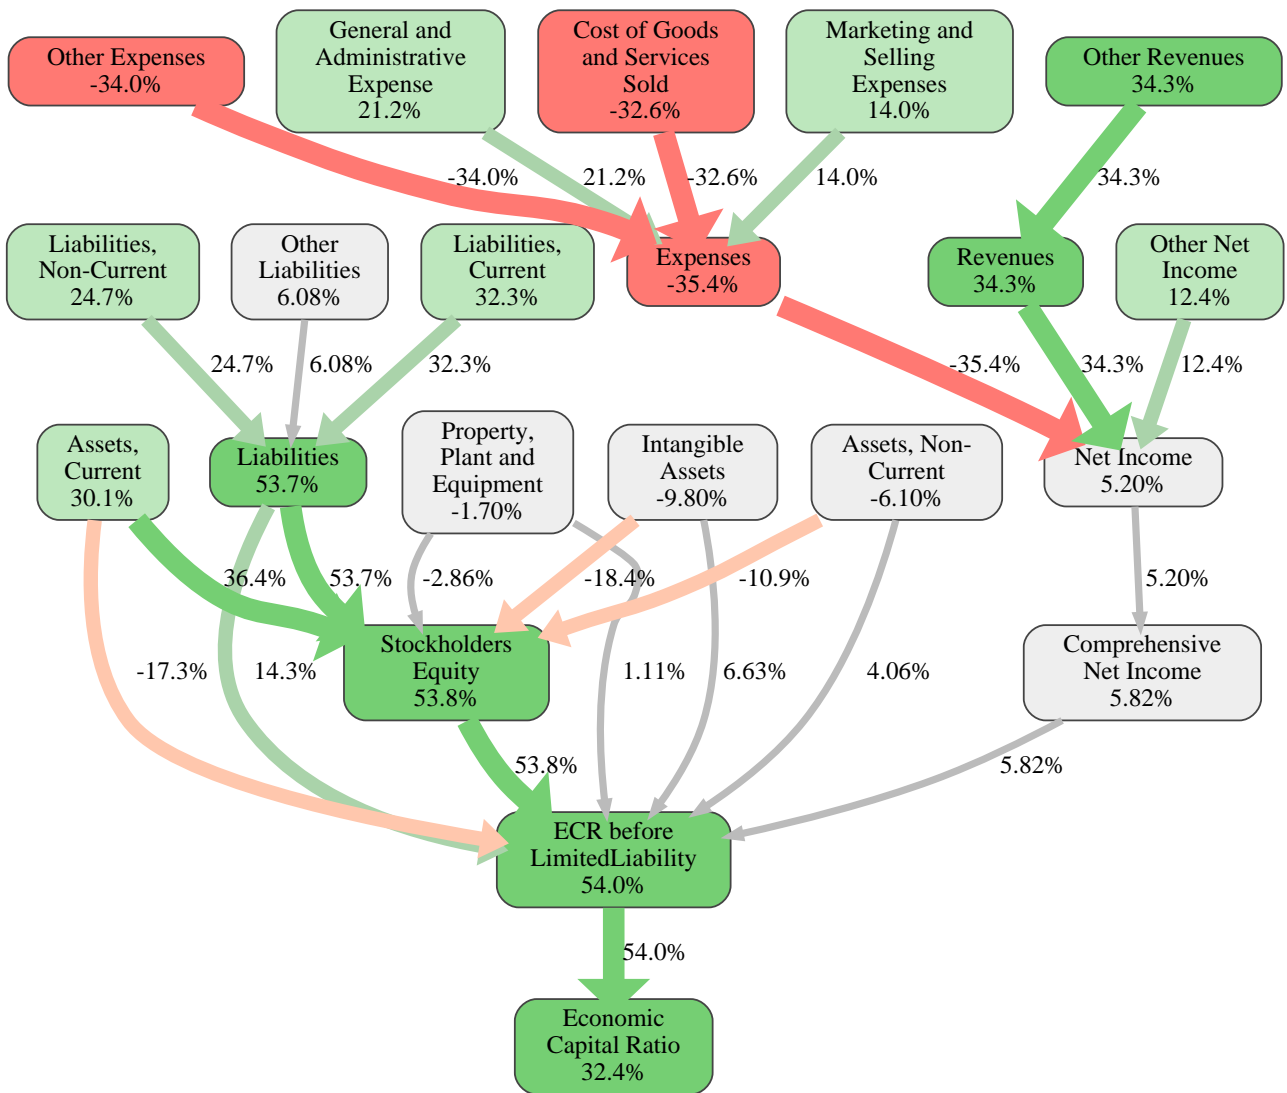 Other Expenses
-34.0%
General and
Administrative
Expense
21.2%
Cost of Goods
and Services
Sold
-32.6%
Marketing and
Selling
Expenses
14.0%
Other Revenues
34.3%
-34.0%
21.2%
-32.6%
14.0%
34.3%
Liabilities,
Non-Current
24.7%
Other
Liabilities
6.08%
Liabilities,
Current
32.3%
Expenses
-35.4%
Revenues
34.3%
Other Net
Income
12.4%
24.7%
6.08%
32.3%
-35.4%
34.3%
12.4%
Assets,
Current
30.1%
Liabilities
53.7%
Property,
Plant and
Equipment
-1.70%
Intangible
Assets
-9.80%
Assets, Non-
Current
-6.10%
Net Income
5.20%
36.4%
53.7%
-2.86%
-18.4%
-10.9%
5.20%
Stockholders
Equity
53.8%
Comprehensive
Net Income
5.82%
-17.3%
14.3%
1.11%
6.63%
4.06%
53.8%
5.82%
ECR before
LimitedLiability
54.0%
54.0%
Economic
Capital Ratio
32.4%